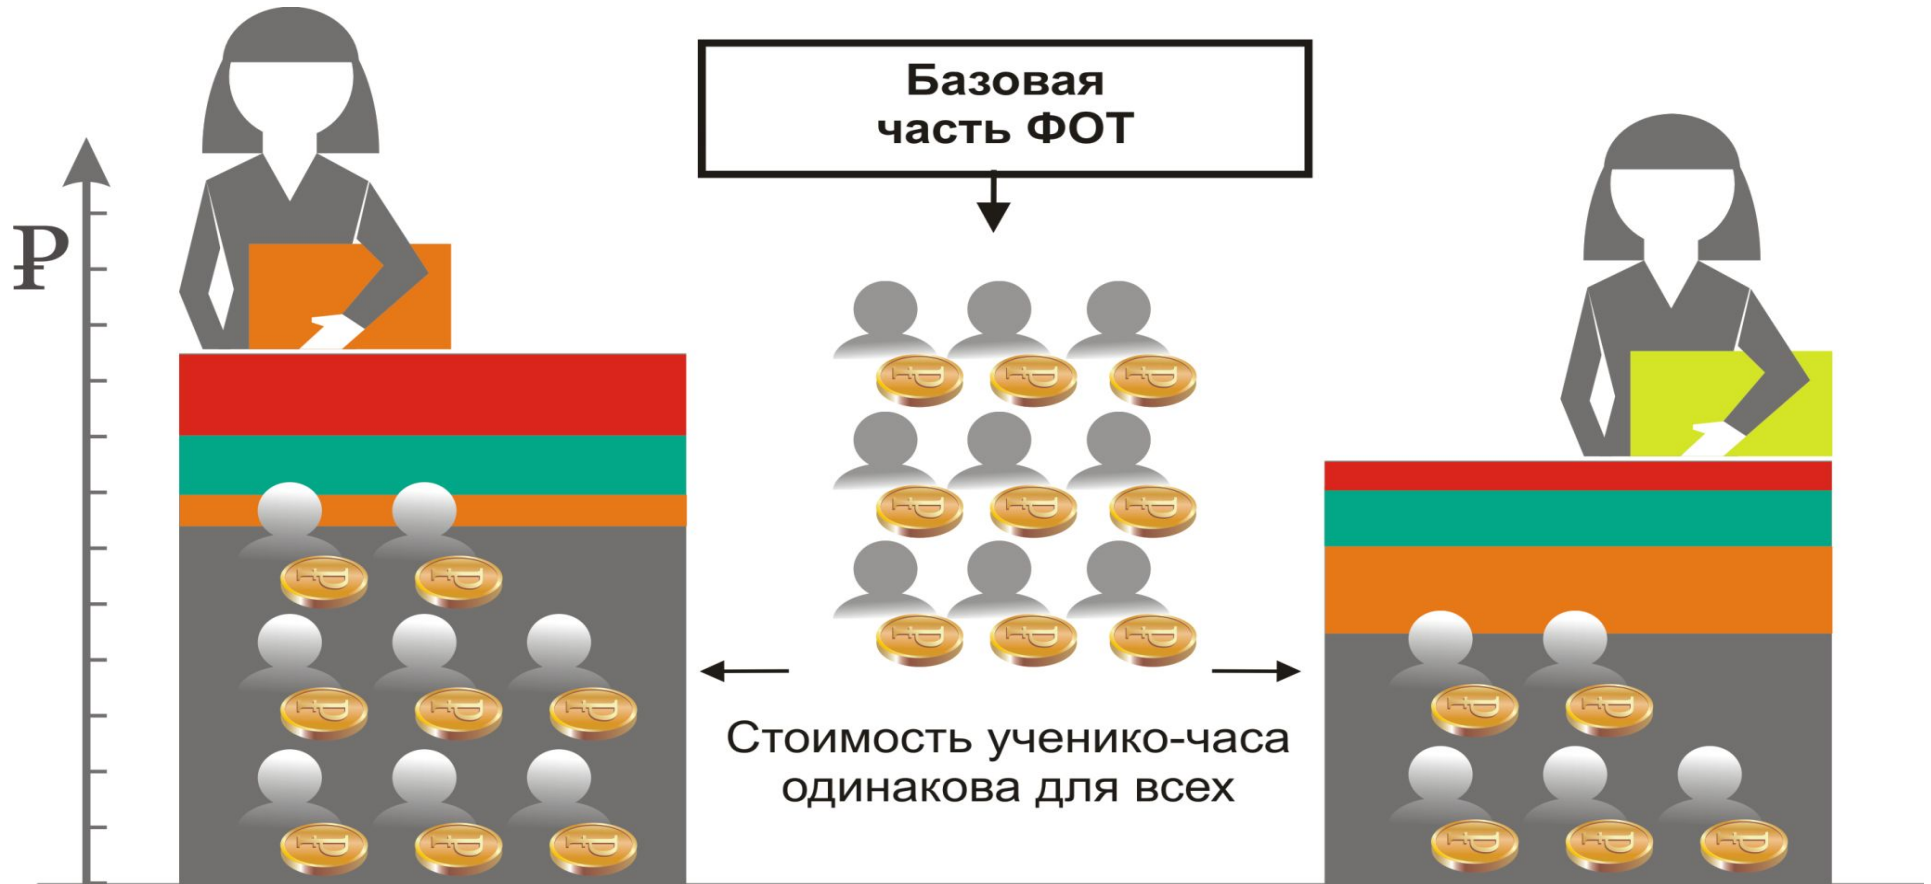 Базовая
часть ФОТ
₽
Стоимость ученико-часа
одинакова для всех